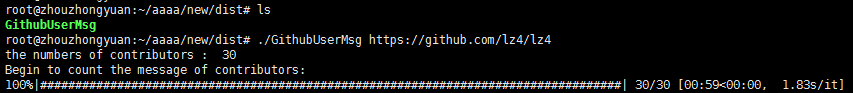 root@zhouzhongyuan:~/aaaa/new/dist# ls
GithubUserMsg
root@zhouzhongyuan:~/aaaa/new/dist# ./GithubUserMsg https://github.com/lz4/lz4
the numbers of contributors :  30
Begin to count the message of contributors:
100%|###################################################################################| 30/30 [00:59<00:00,  1.83s/it]